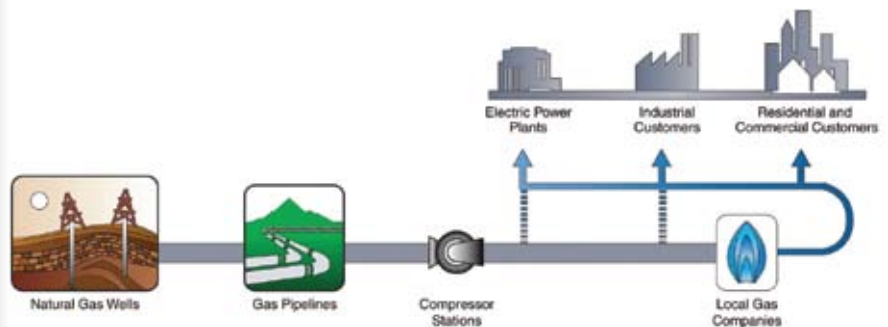 Electric Power
Plants
Industrial
Customers
Residential and
Commercial Customers
Natural Gas Wells
Gas Pipelines
Compressor
Stations
Local Gas
Companies